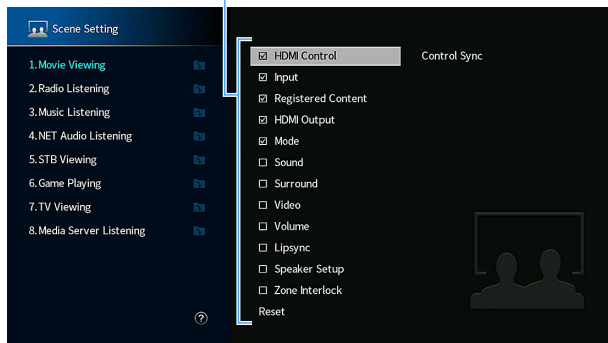 Scene Setting
1.Movie Viewing
2.Radio Listening
3.Music Listening
4.NET Audio Listening
5.STB Viewing
6.Game Playing
7.TV Viewing
8.Media Server Listening
?
HDMI Control
Control Sync
Input
Registered Content
HDMI Output
Mode
Sound
Surround
Video
Volume
Lipsync
Speaker Setup
Zone Interlock
Reset